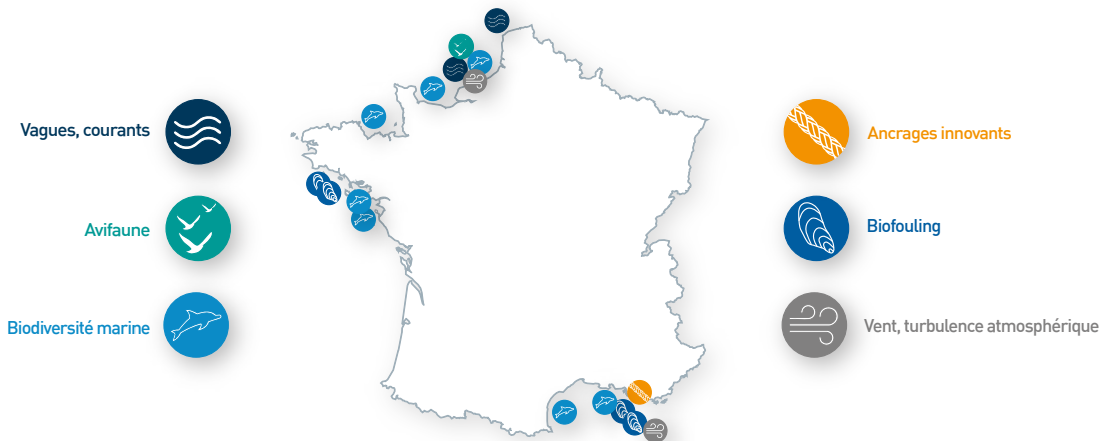 Vagues, courants
Avifaune
Biodiversité marine
Ancrages innovants
Biofouling
Vent, turbulence atmosphérique